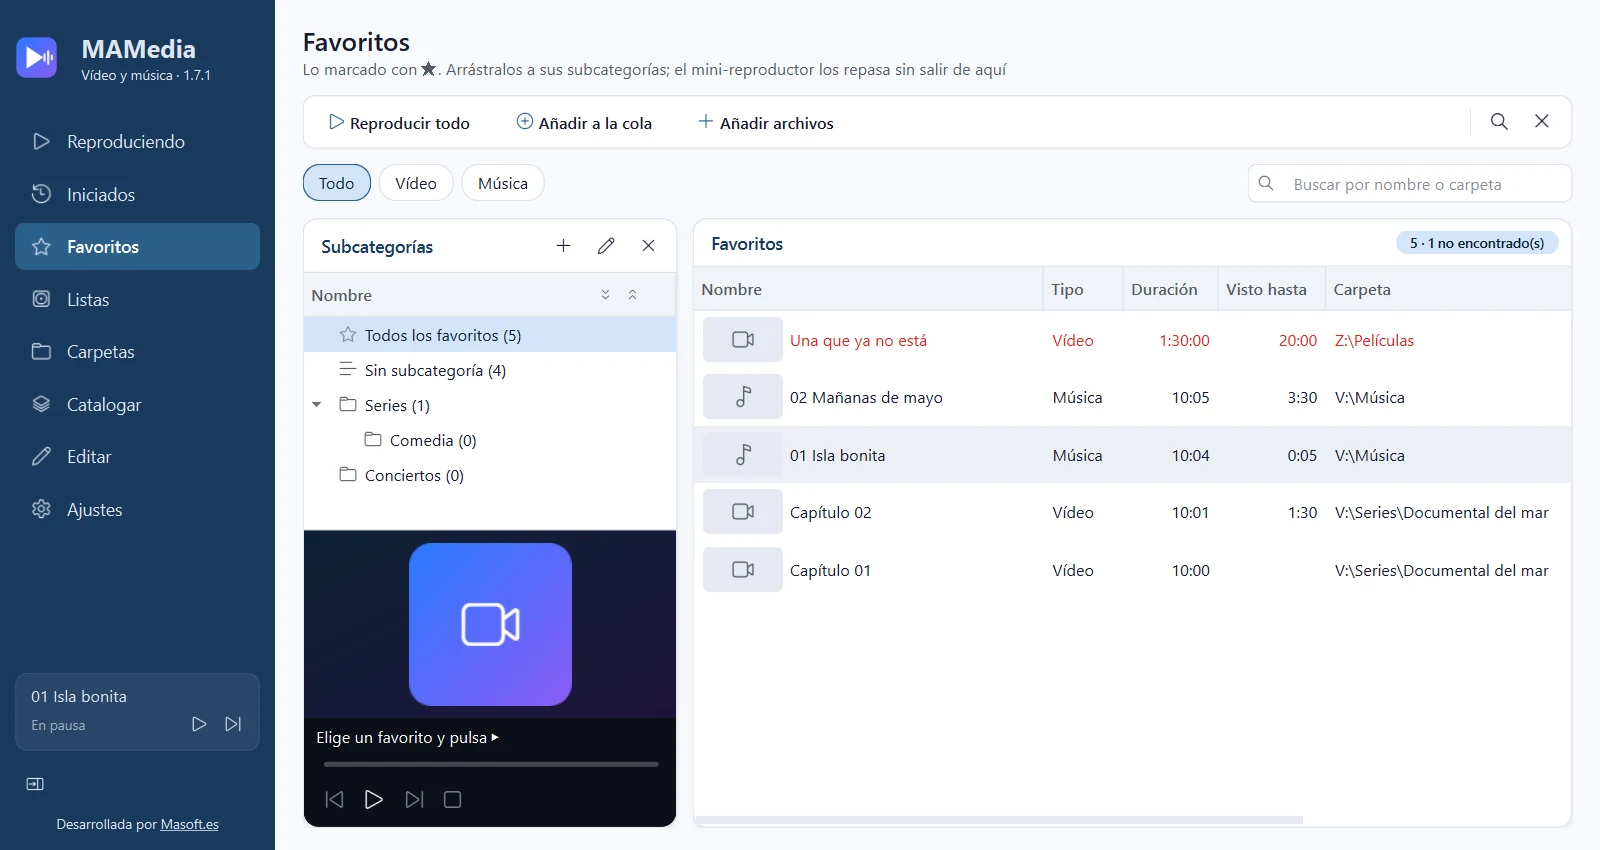 MAMedia
Vídeo y música · 1.7.1
Reproduciendo
Iniciados
Favoritos
Listas
Carpetas
Catalogar
Editar
Ajustes
01 Isla bonita
En pausa
Desarrollada por Masoft.es
Favoritos
Lo marcado con ★. Arrástralos a sus subcategorías; el mini-reproductor los repasa sin salir de aquí
Reproducir todo
Añadir a la cola
Añadir archivos
Todo
Vídeo
Música
Buscar por nombre o carpeta
Subcategorías
Nombre
Todos los favoritos (5)
Sin subcategoría (4)
Series (1)
Comedia (0)
Conciertos (0)
Elige un favorito y pulsa ▸
Favoritos
5 · 1 no encontrado(s)
Nombre Tipo Duración Visto hasta Carpeta
Una que ya no está Vídeo 1:30:00 20:00 Z:\Películas
02 Mañanas de mayo Música 10:05 3:30 V:\Música
01 Isla bonita Música 10:04 0:05 V:\Música
Capítulo 02 Vídeo 10:01 1:30 V:\Series\Documental del mar
Capítulo 01 Vídeo 10:00 V:\Series\Documental del mar